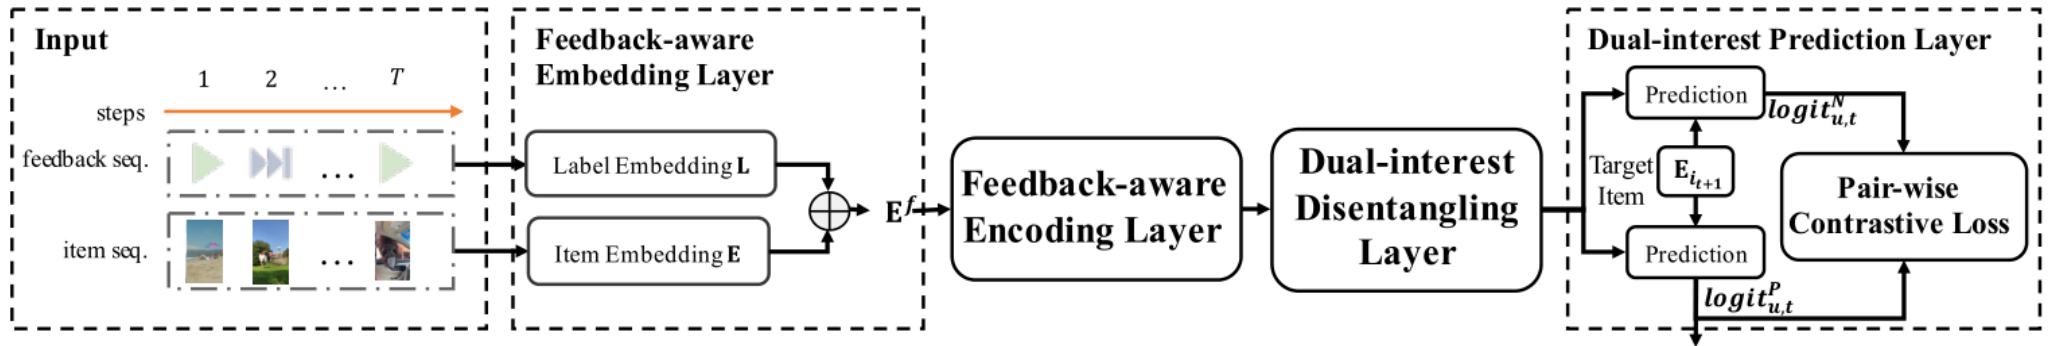 Input
1 2 ... T
steps
feedback seq.
...
item seq.
...
Feedback-aware
Embedding Layer
Label Embedding L
Item Embedding E
E^f
Feedback-aware
Encoding Layer
Dual-interest
Disentangling
Layer
Dual-interest Prediction Layer
Prediction
logit^N_{u,t}
Target
Item
E_{i_{t+1}}
Prediction
logit^P_{u,t}
Pair-wise
Contrastive Loss